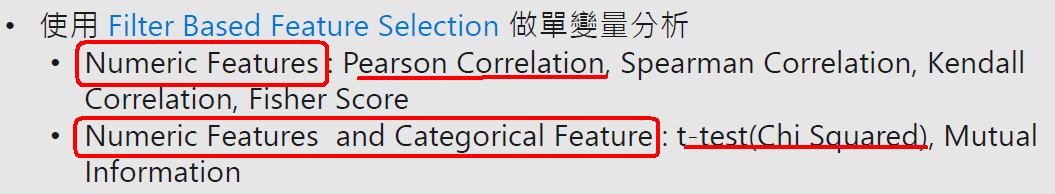 • 使用 Filter Based Feature Selection 做單變量分析
• Numeric Features : Pearson Correlation, Spearman Correlation, Kendall
Correlation, Fisher Score
• Numeric Features and Categorical Feature : t-test(Chi Squared), Mutual
Information